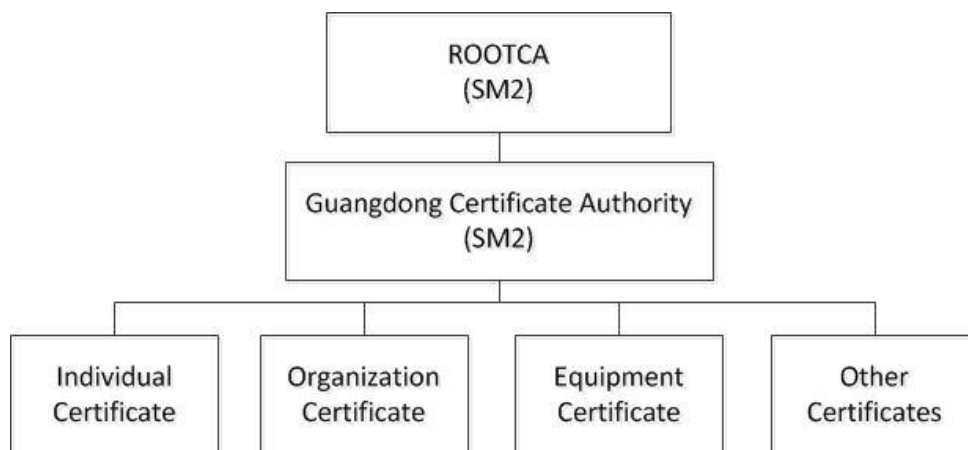 ROOTCA
(SM2)
Guangdong Certificate Authority
(SM2)
Individual
Certificate
Organization
Certificate
Equipment
Certificate
Other
Certificates